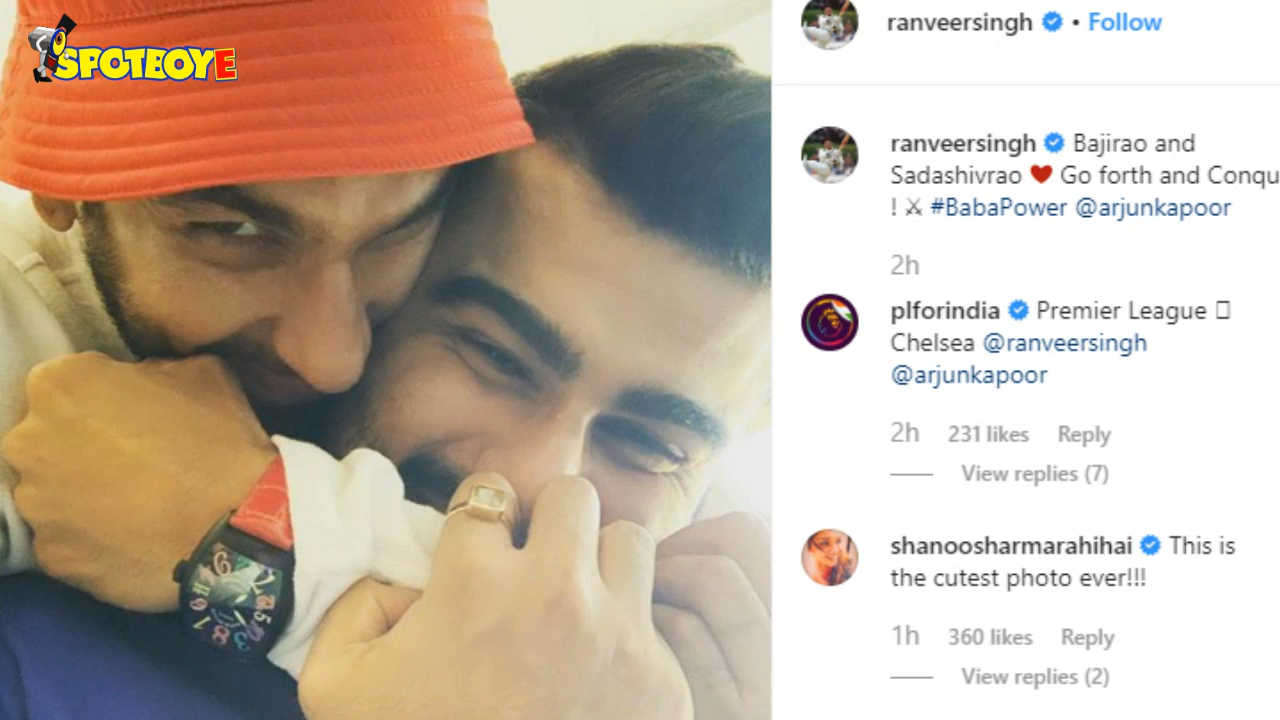 SPOTBOYE
ranveersingh • Follow
ranveersingh Bajirao and
Sadashivrao ❤ Go forth and Conqu
! ⚔ #BabaPower @arjunkapoor
2h
plforindia Premier League
Chelsea @ranveersingh
@arjunkapoor
2h 231 likes Reply
View replies (7)
shanoosharmarahihai This is
the cutest photo ever!!!
1h 360 likes Reply
View replies (2)